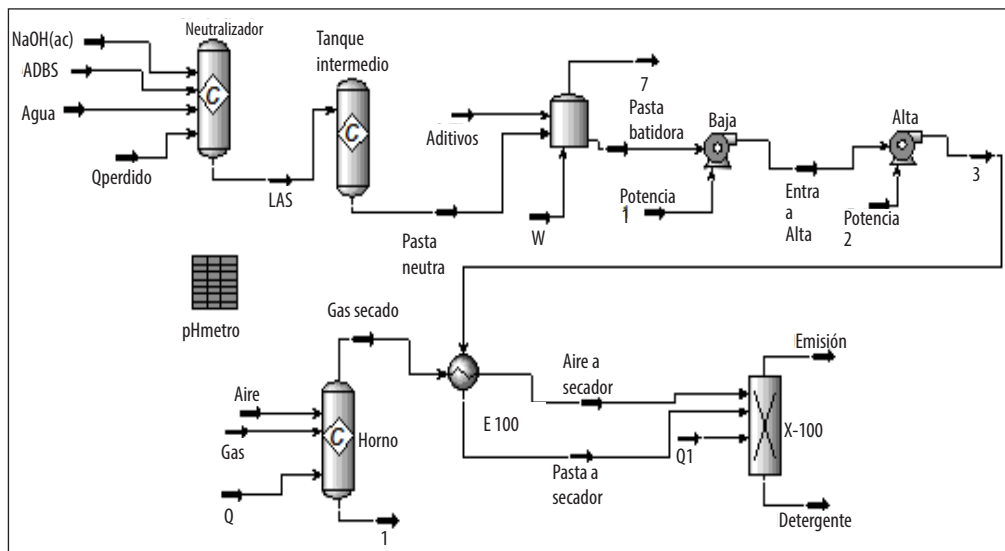 NaOH(ac)
ADBS
Agua
Qperdido
Neutralizador
C
LAS
Tanque
intermedio
C
Aditivos
Pasta
neutra
W
7
Pasta
batidora
Baja
Potencia
1
Entra
a
Alta
Alta
Potencia
2
3
pHmetro
Gas secado
Aire
Gas
Q
C
Horno
1
E 100
Aire a
secador
Pasta a
secador
Q1
Emisión
X-100
Detergente